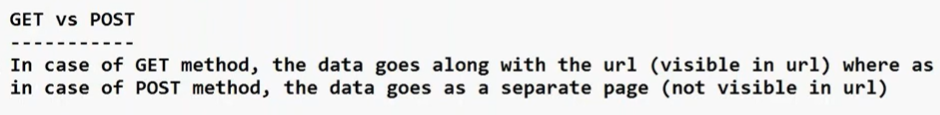 GET vs POST
-----------
In case of GET method, the data goes along with the url (visible in url) where as
in case of POST method, the data goes as a separate page (not visible in url)